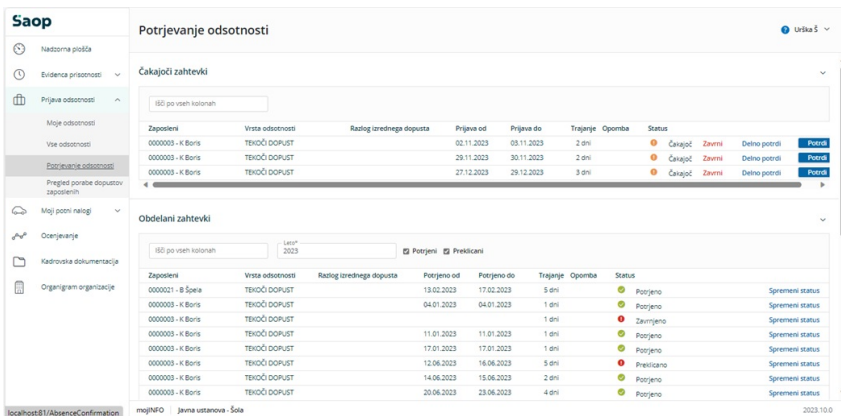 Saop
Potrjevanje odsotnosti
Urška Š
Nadzorna plošča
Evidenca prisotnosti
Prijava odsotnosti
Moje odsotnosti
Vse odsotnosti
Potrjevanje odsotnosti
Pregled porabe dopustov
zaposlenih
Moji potni nalogi
Ocenjevanje
Kadrovska dokumentacija
Organigram organizacije
localhost:81/AbsenceConfirmation
Čakajoči zahtevki
Išči po vseh kolonah
Zaposleni Vrsta odsotnosti Razlog izrednega dopusta Prijava od Prijava do Trajanje Opomba Status
0000003 - K Boris TEKOČI DOPUST 02.11.2023 03.11.2023 2 dni Čakajoč Zavrni Delno potrdi Potrdi
0000003 - K Boris TEKOČI DOPUST 29.11.2023 30.11.2023 2 dni Čakajoč Zavrni Delno potrdi Potrdi
0000003 - K Boris TEKOČI DOPUST 27.12.2023 29.12.2023 3 dni Čakajoč Zavrni Delno potrdi Potrdi
Obdelani zahtevki
Išči po vseh kolonah
Leto*
2023
Potrjeni Preklicani
Zaposleni Vrsta odsotnosti Razlog izrednega dopusta Potrjeno od Potrjeno do Trajanje Opomba Status
0000021 - B Špela TEKOČI DOPUST 13.02.2023 17.02.2023 5 dni Potrjeno Spremeni status
0000003 - K Boris TEKOČI DOPUST 04.01.2023 04.01.2023 1 dni Potrjeno Spremeni status
0000003 - K Boris TEKOČI DOPUST 1 dni Zavrnjeno Spremeni status
0000003 - K Boris TEKOČI DOPUST 11.01.2023 11.01.2023 1 dni Potrjeno Spremeni status
0000003 - K Boris TEKOČI DOPUST 17.01.2023 17.01.2023 1 dni Potrjeno Spremeni status
0000003 - K Boris TEKOČI DOPUST 12.06.2023 16.06.2023 5 dni Preklicano Spremeni status
0000003 - K Boris TEKOČI DOPUST 14.06.2023 15.06.2023 2 dni Potrjeno Spremeni status
0000003 - K Boris TEKOČI DOPUST 20.06.2023 23.06.2023 4 dni Potrjeno Spremeni status
mojINFO Javna ustanova - Šola 2023.10.0